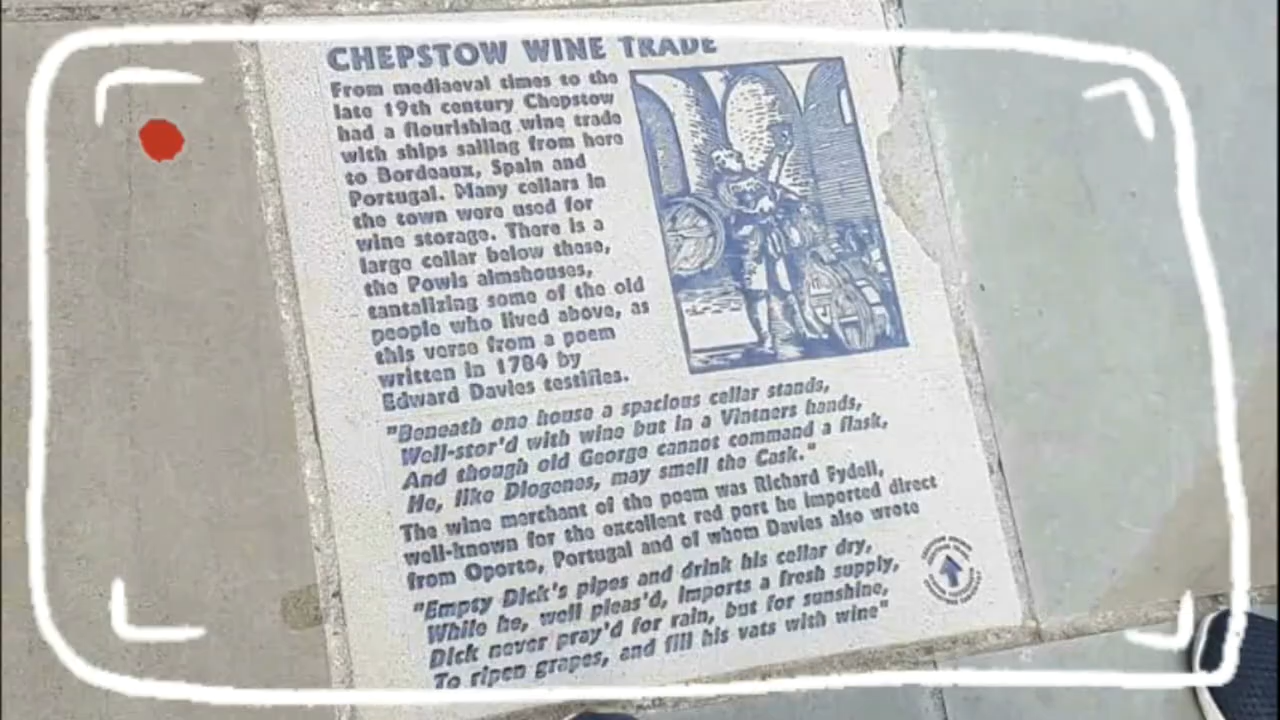 CHEPSTOW WINE TRADE
From mediaeval times to the
late 19th century Chepstow
had a flourishing wine trade
with ships sailing from here
to Bordeaux, Spain and
Portugal. Many cellars in
the town were used for
wine storage. There is a
large cellar below these,
the Powis almshouses,
tantalizing some of the old
people who lived above, as
this verse from a poem
written in 1784 by
Edward Davies testifies.
"Beneath one house a spacious cellar stands,
Well-stor'd with wine but in a Vintners hands,
And though old George cannot command a flask,
He, like Diogenes, may smell the Cask."
The wine merchant of the poem was Richard Fydell,
well-known for the excellent red port he imported direct
from Oporto, Portugal and of whom Davies also wrote
"Empty Dick's pipes and drink his cellar dry,
While he, well pleas'd, imports a fresh supply,
Dick never pray'd for rain, but for sunshine,
To ripen grapes, and fill his vats with wine"